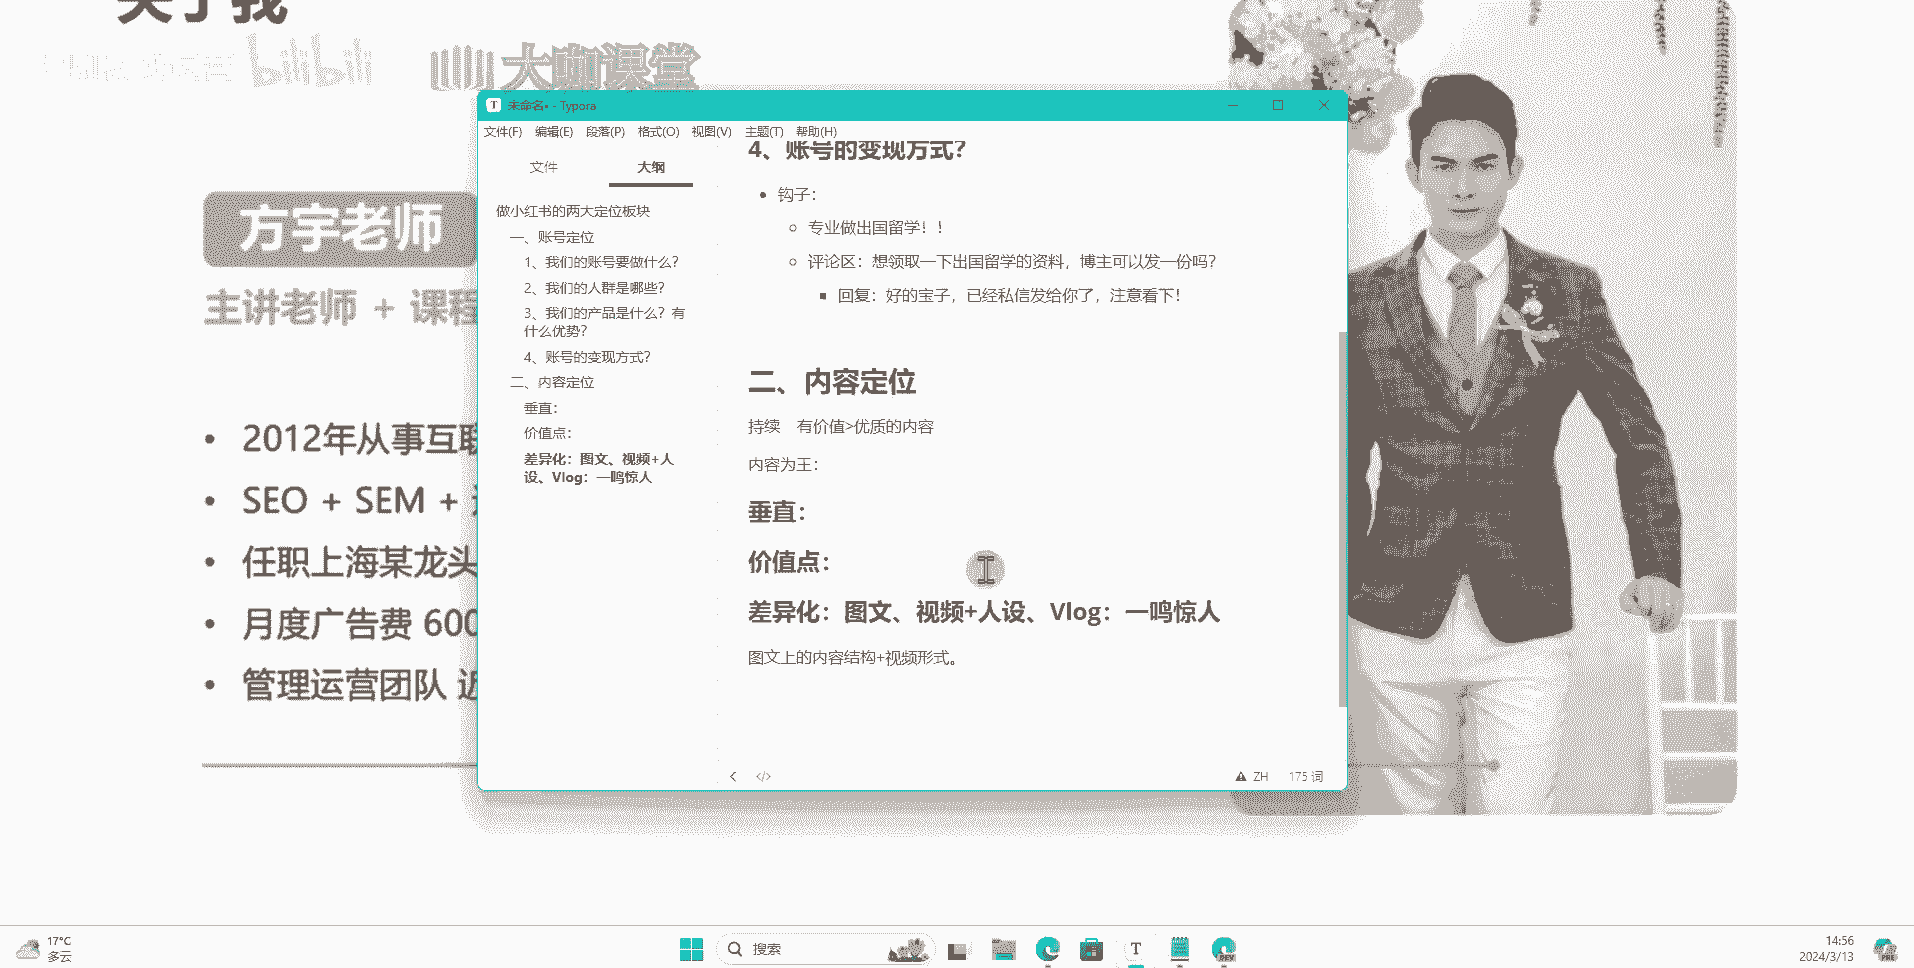 关于我
bilibili
大咖课堂
方宇老师
主讲老师 + 课程
• 2012年从事互联
• SEO + SEM +
• 任职上海某龙头
• 月度广告费 600
• 管理运营团队 近
未命名• - Typora
文件(F) 编辑(E) 段落(P) 格式(O) 视图(V) 主题(T) 帮助(H)
文件 大纲
做小红书的两大定位板块
一、账号定位
1、我们的账号要做什么？
2、我们的人群是哪些？
3、我们的产品是什么？有
什么优势？
4、账号的变现方式？
二、内容定位
垂直：
价值点：
差异化：图文、视频+人
设、Vlog：一鸣惊人
4、账号的变现方式？
• 钩子：
○ 专业做出国留学！！
○ 评论区：想领取一下出国留学的资料，博主可以发一份吗？
▪ 回复：好的宝子，已经私信发给你了，注意看下！
二、内容定位
持续 有价值>优质的内容
内容为王：
垂直：
价值点：
差异化：图文、视频+人设、Vlog：一鸣惊人
图文上的内容结构+视频形式。
ZH 175 词
17°C
多云
搜索
T
DEV
14:56
2024/3/13
PRE